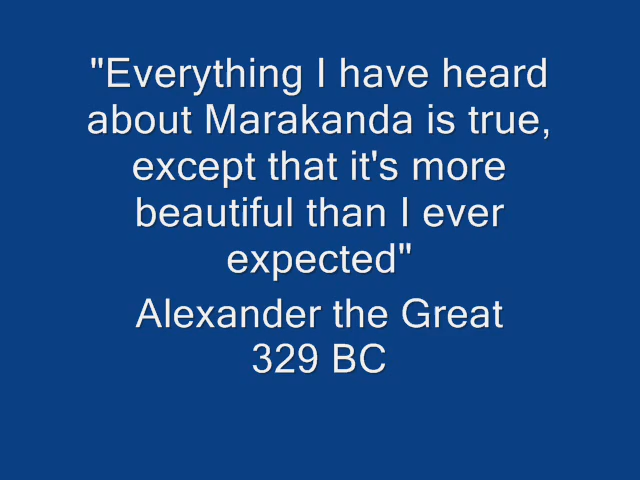 "Everything I have heard
about Marakanda is true,
except that it's more
beautiful than I ever
expected"
Alexander the Great
329 BC